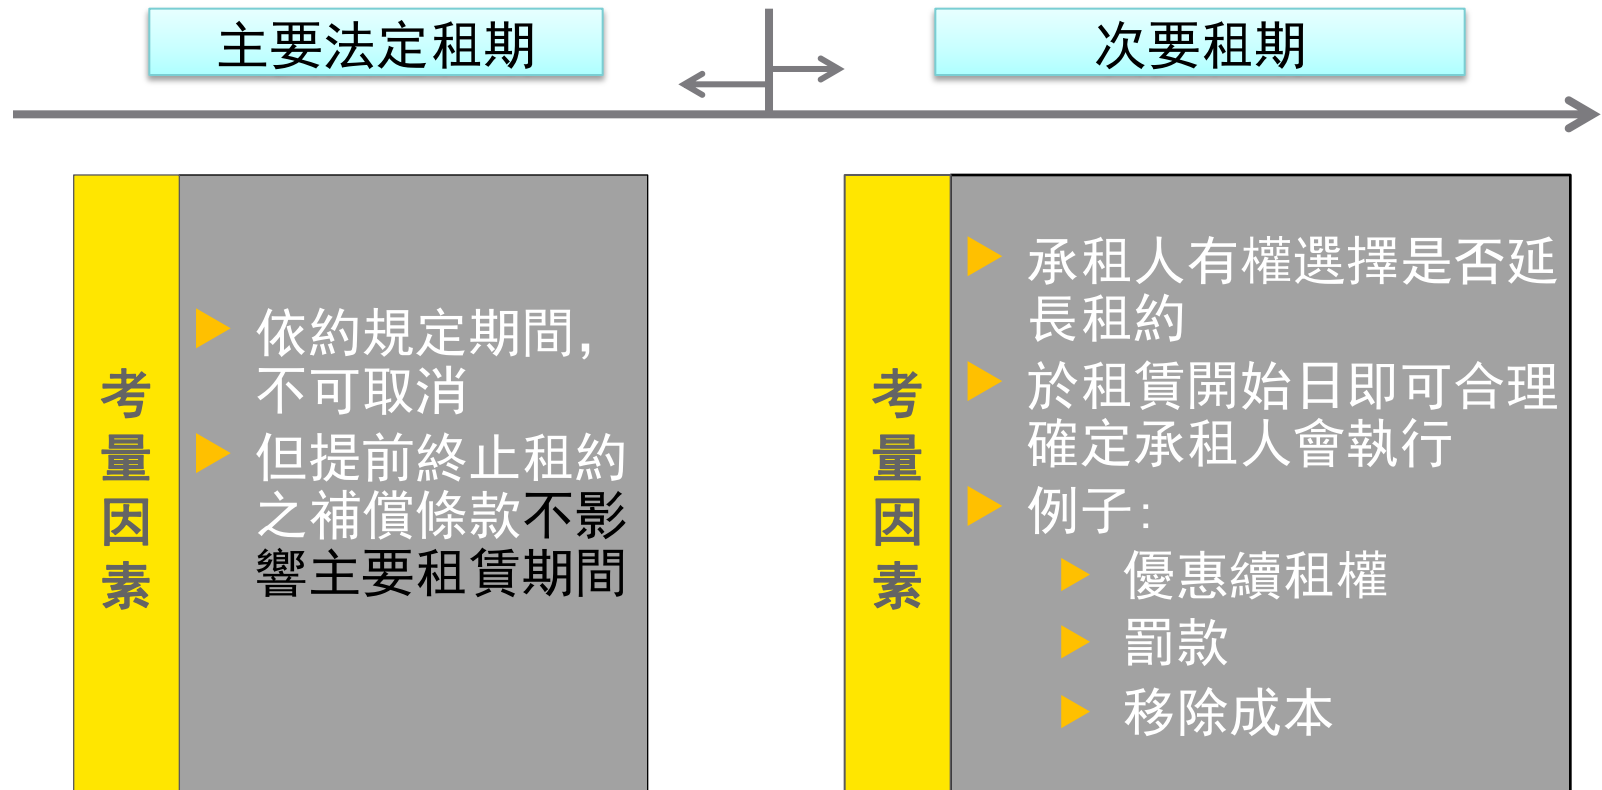 主要法定租期
次要租期
考
量
因
素
依約規定期間,
不可取消
但提前終止租約
之補償條款不影
響主要租賃期間
考
量
因
素
承租人有權選擇是否延
長租約
於租賃開始日即可合理
確定承租人會執行
例子:
優惠續租權
罰款
移除成本